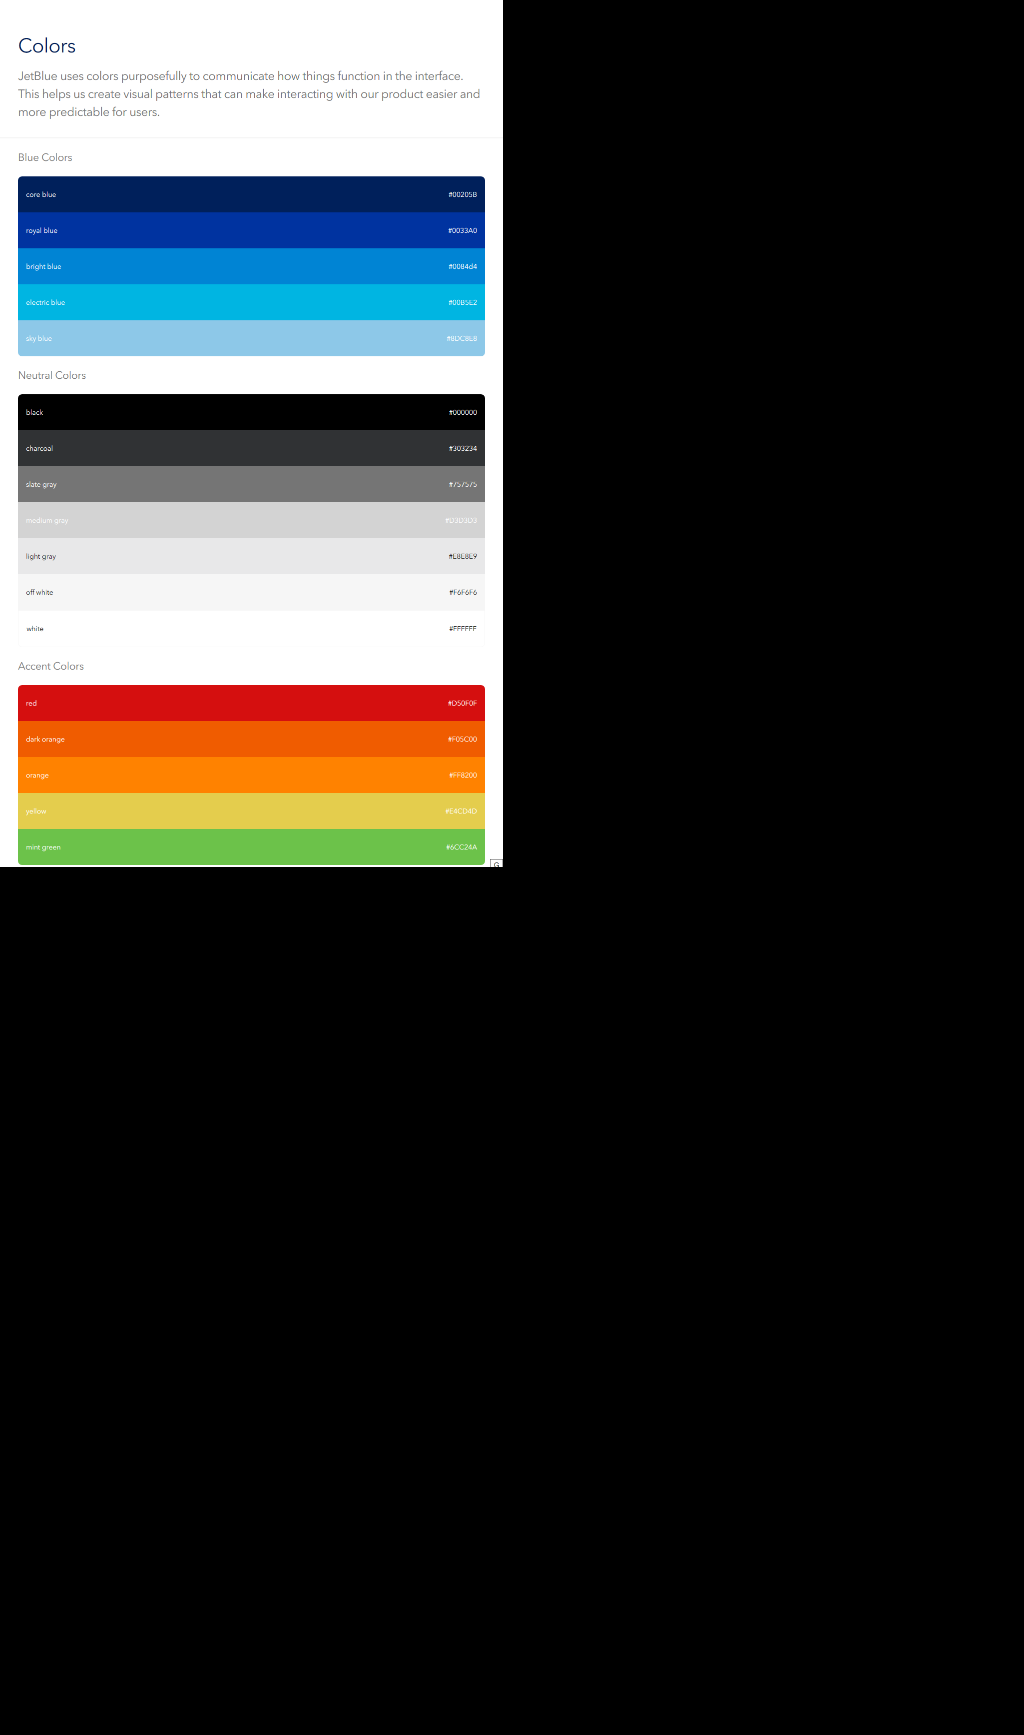 Colors
JetBlue uses colors purposefully to communicate how things function in the interface.
This helps us create visual patterns that can make interacting with our product easier and
more predictable for users.
Blue Colors
core blue #00205B
royal blue #0033A0
bright blue #0084d4
electric blue #00B5E2
sky blue #8DC8E8
Neutral Colors
black #000000
charcoal #303234
slate gray #757575
medium gray #D3D3D3
light gray #E8E8E9
off white #F6F6F6
white #FFFFFF
Accent Colors
red #D50F0F
dark orange #F05C00
orange #FF8200
yellow #E4CD4D
mint green #6CC24A
G